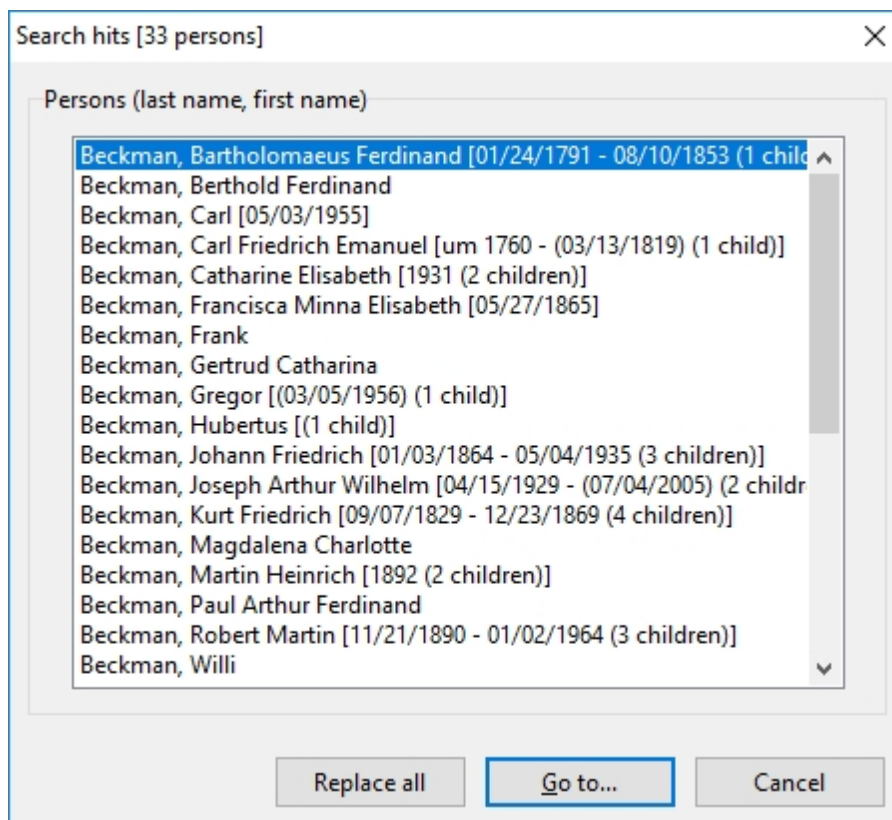 Search hits [33 persons]
Persons (last name, first name)
Beckman, Bartholomaeus Ferdinand [01/24/1791 - 08/10/1853 (1 chil
Beckman, Berthold Ferdinand
Beckman, Carl [05/03/1955]
Beckman, Carl Friedrich Emanuel [um 1760 - (03/13/1819) (1 child)]
Beckman, Catharine Elisabeth [1931 (2 children)]
Beckman, Francisca Minna Elisabeth [05/27/1865]
Beckman, Frank
Beckman, Gertrud Catharina
Beckman, Gregor [(03/05/1956) (1 child)]
Beckman, Hubertus [(1 child)]
Beckman, Johann Friedrich [01/03/1864 - 05/04/1935 (3 children)]
Beckman, Joseph Arthur Wilhelm [04/15/1929 - (07/04/2005) (2 childr
Beckman, Kurt Friedrich [09/07/1829 - 12/23/1869 (4 children)]
Beckman, Magdalena Charlotte
Beckman, Martin Heinrich [1892 (2 children)]
Beckman, Paul Arthur Ferdinand
Beckman, Robert Martin [11/21/1890 - 01/02/1964 (3 children)]
Beckman, Willi
Replace all Go to... Cancel